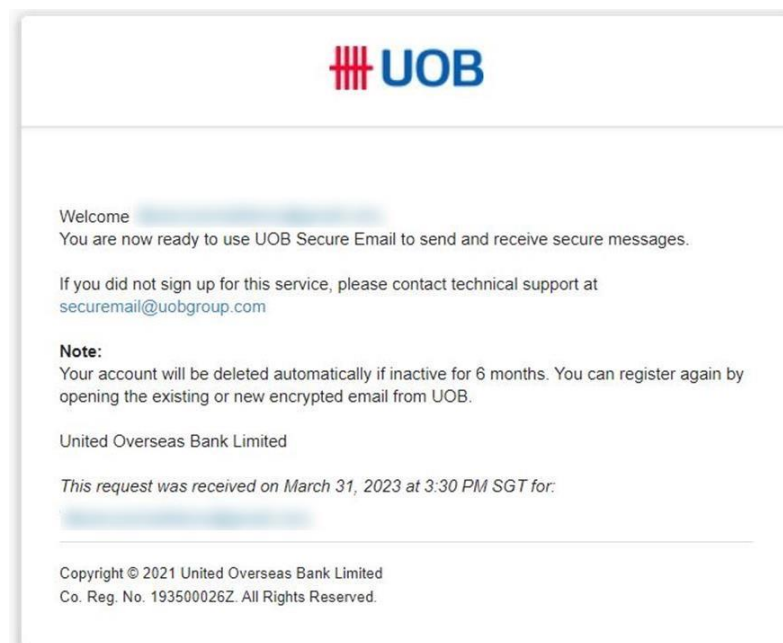 UOB
Welcome
You are now ready to use UOB Secure Email to send and receive secure messages.
If you did not sign up for this service, please contact technical support at
securemail@uobgroup.com
Note:
Your account will be deleted automatically if inactive for 6 months. You can register again by
opening the existing or new encrypted email from UOB.
United Overseas Bank Limited
This request was received on March 31, 2023 at 3:30 PM SGT for:
Copyright © 2021 United Overseas Bank Limited
Co. Reg. No. 193500026Z. All Rights Reserved.